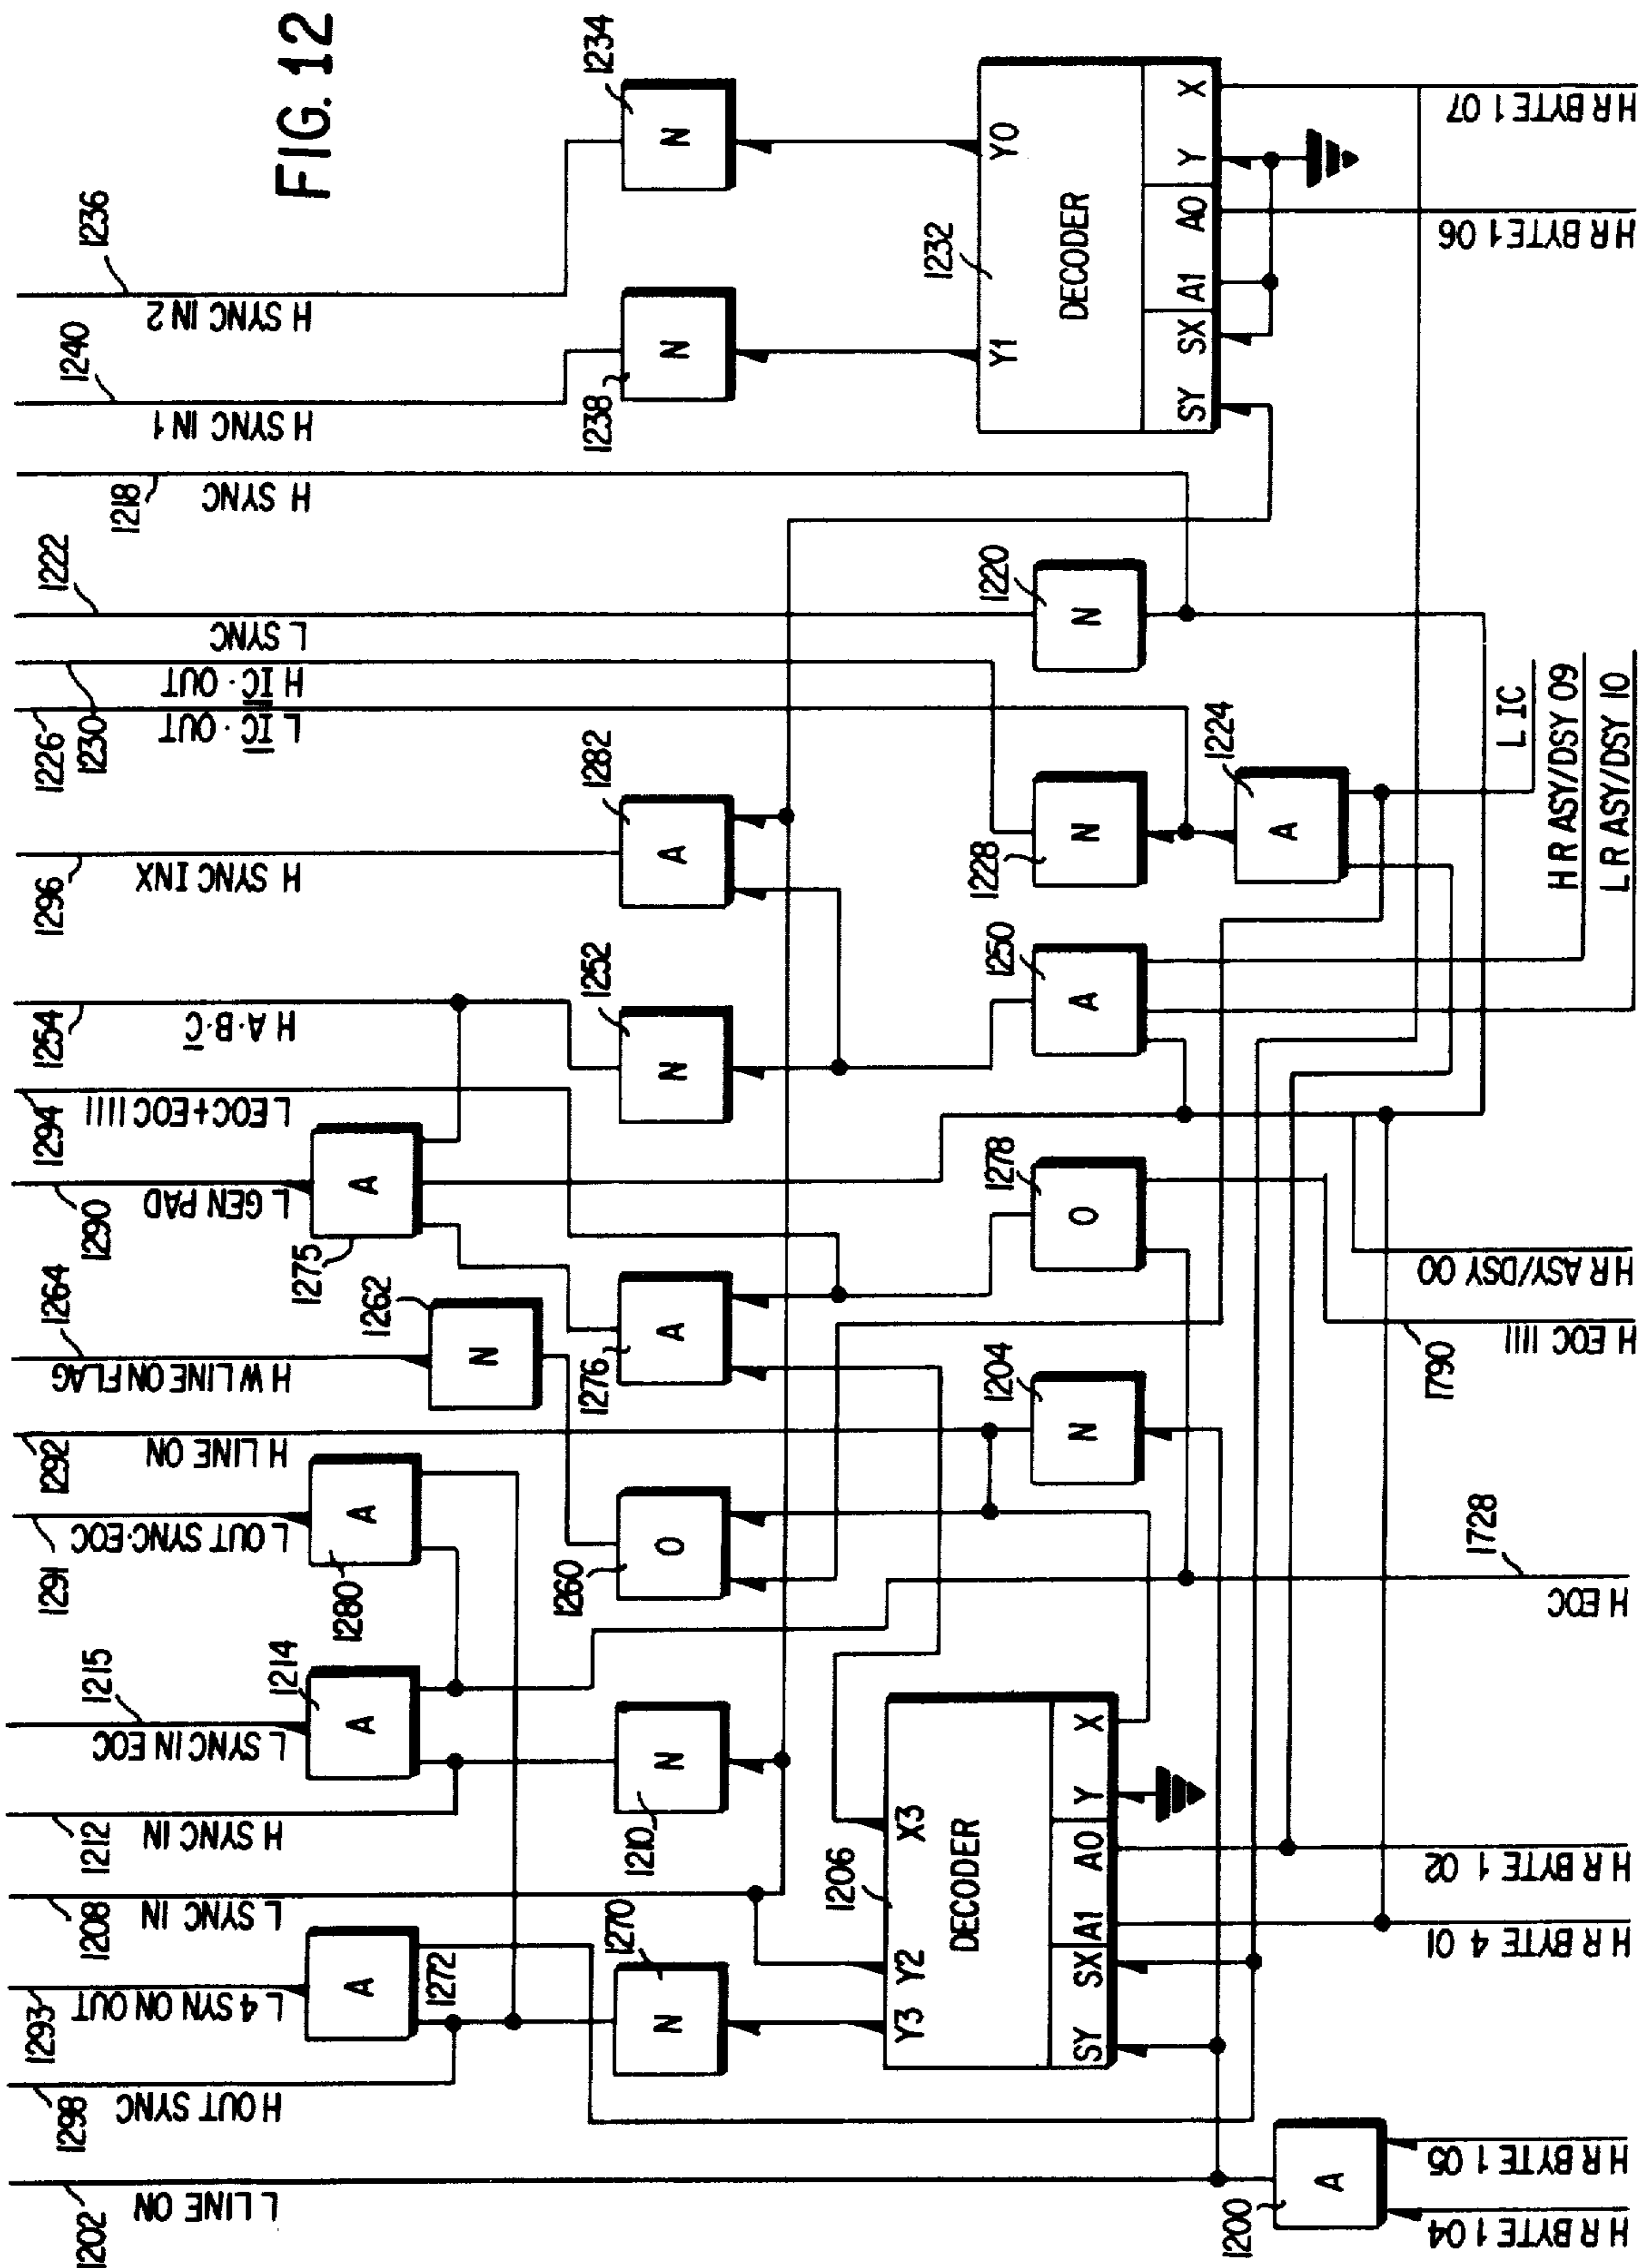 FIG. 12
1202
L LINE ON
1298
H OUT SYNC
1293
L 4 SYN ON OUT
1208
L SYNC IN
1212
H SYNC IN
1215
L SYNC IN EOC
1291
L OUT SYNC·EOC
1292
H LINE ON
1264
H W LINE ON FLAG
1290
L GEN PAD
1294
L EOC+EOC 1111
1254
H A·B·C̅
1296
H SYNC INX
1226
L I̅C̅·OUT
1230
H I̅C̅·OUT
1222
L SYNC
1218
H SYNC
1240
H SYNC IN 1
1236
H SYNC IN 2
A
1272
A
1214
A
1280
N
1262
A
1275
N
1270
N
1210
O
1260
A
1276
N
1252
A
1282
N
1238
N
1234
Y3 Y2 X3
DECODER
1206
SY SX A1 A0 Y X
N
1204
O
1278
A
1250
N
1228
N
1220
Y1 Y0
DECODER
1232
SY SX A1 A0 Y X
A
1200
A
1224
H R BYTE 1 04
H R BYTE 1 05
H R BYTE 4 01
H R BYTE 1 02
H EOC
1728
H EOC 1111
1790
H R ASY/DSY 00
L R ASY/DSY 10
H R ASY/DSY 09
L IC
H R BYTE 1 06
H R BYTE 1 07